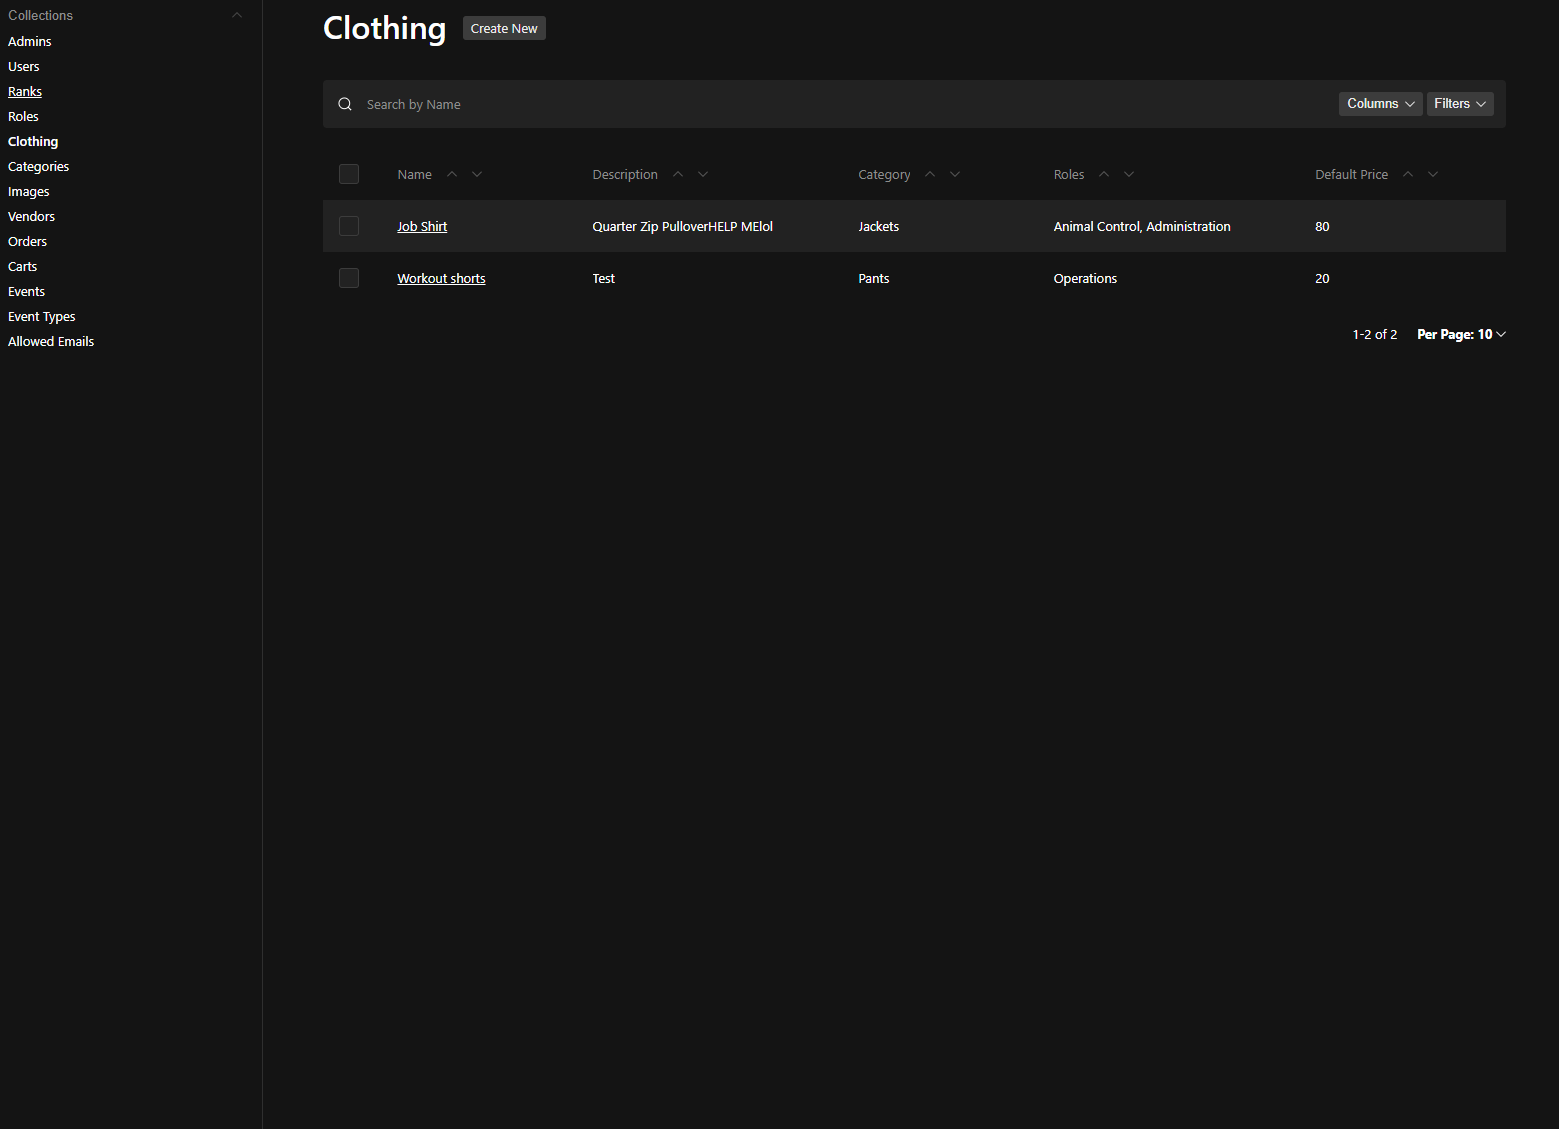 Collections
Admins
Users
Ranks
Roles
Clothing
Categories
Images
Vendors
Orders
Carts
Events
Event Types
Allowed Emails
Clothing Create New
Search by Name Columns Filters
Name Description Category Roles Default Price
Job Shirt Quarter Zip PulloverHELP MElol Jackets Animal Control, Administration 80
Workout shorts Test Pants Operations 20
1-2 of 2 Per Page: 10